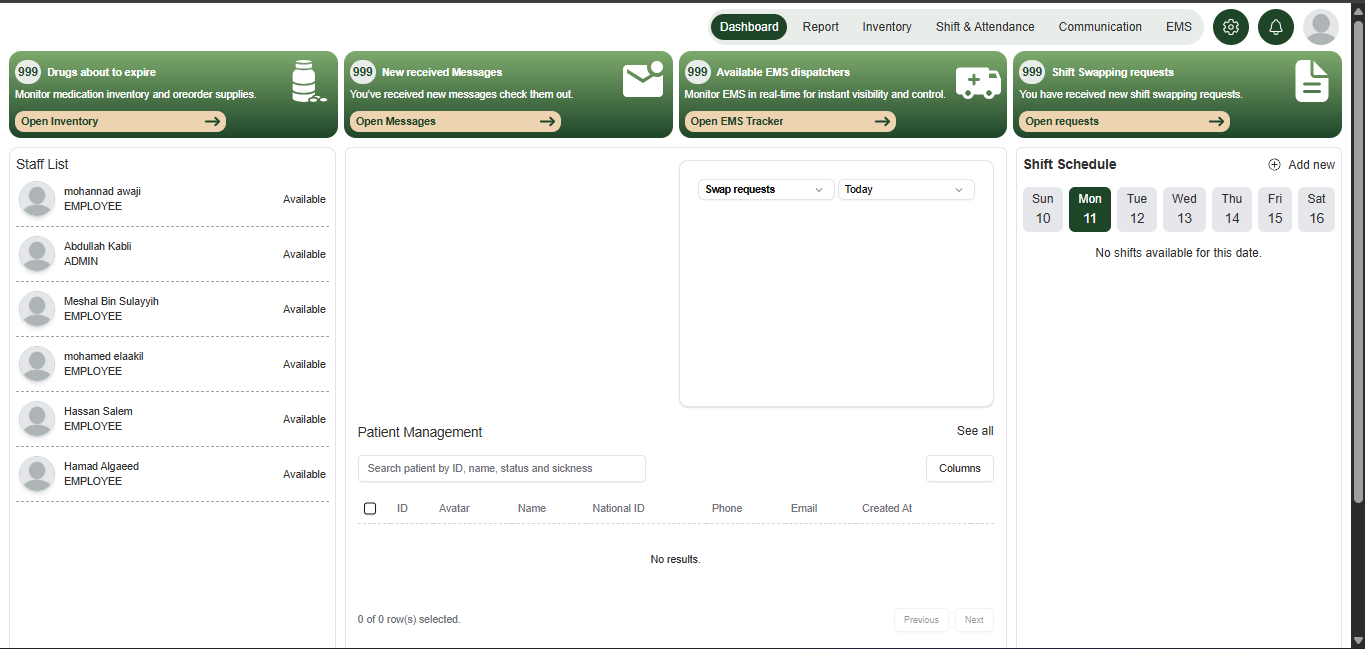 Dashboard Report Inventory Shift & Attendance Communication EMS
999 Drugs about to expire
Monitor medication inventory and oreorder supplies.
Open Inventory
999 New received Messages
You've received new messages check them out.
Open Messages
999 Available EMS dispatchers
Monitor EMS in real-time for instant visibility and control.
Open EMS Tracker
999 Shift Swapping requests
You have received new shift swapping requests.
Open requests
Staff List
mohannad awaji
EMPLOYEE
Available
Abdullah Kabli
ADMIN
Available
Meshal Bin Sulayyih
EMPLOYEE
Available
mohamed elaakil
EMPLOYEE
Available
Hassan Salem
EMPLOYEE
Available
Hamad Algaeed
EMPLOYEE
Available
Swap requests Today
Patient Management See all
Search patient by ID, name, status and sickness Columns
ID Avatar Name National ID Phone Email Created At
No results.
0 of 0 row(s) selected. Previous Next
Shift Schedule Add new
Sun Mon Tue Wed Thu Fri Sat
10 11 12 13 14 15 16
No shifts available for this date.